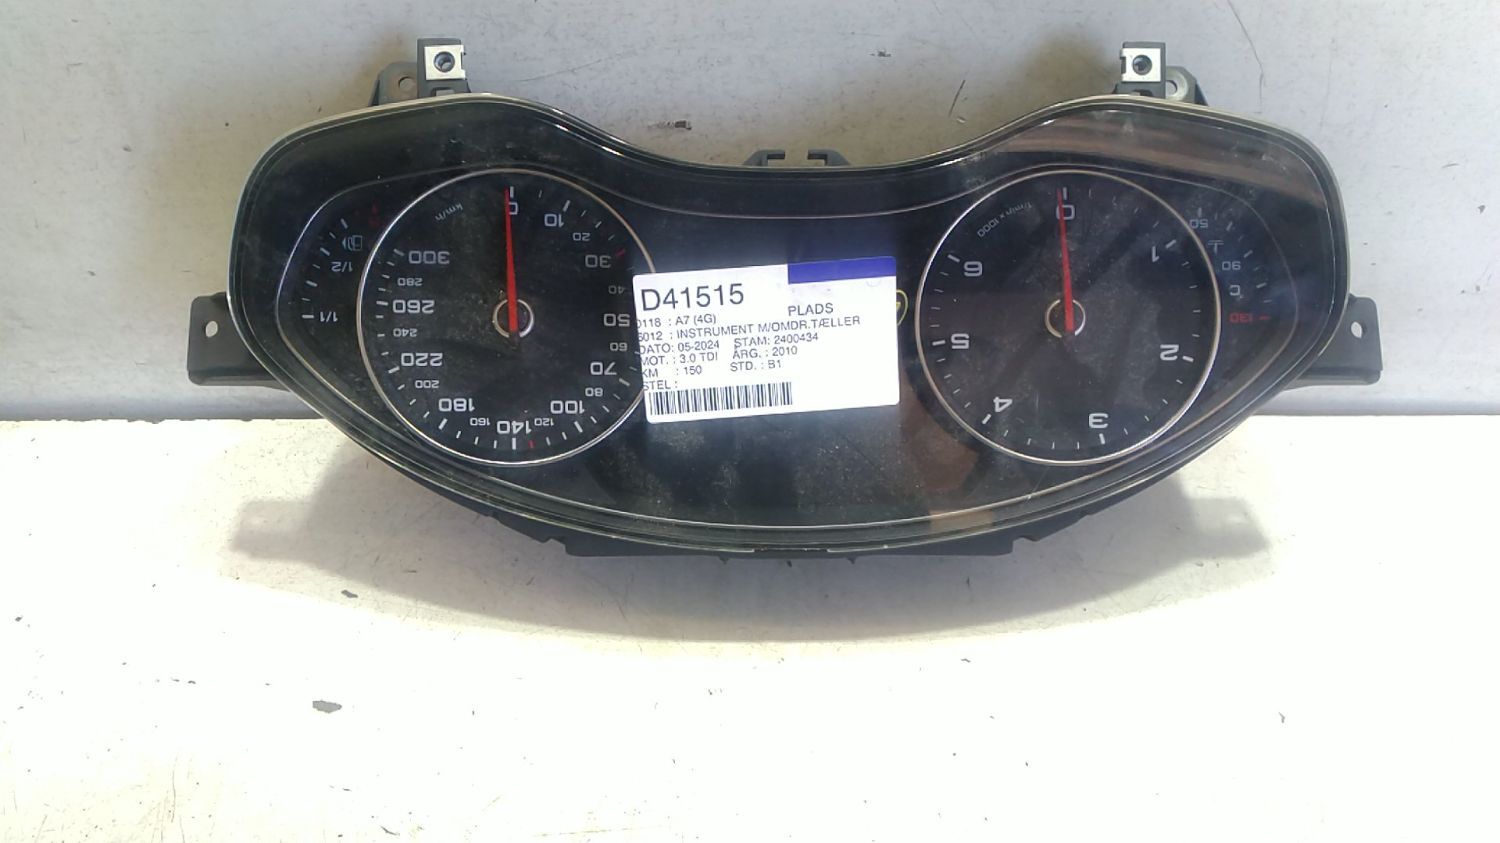 D41515
PLADS
0118 : A7 (4G)
6012 : INSTRUMENT M/OMDR.TÆLLER
DATO: 05-2024 STAM: 2400434
MOT. : 3.0 TDI ÅRG. : 2010
KM : 150 STD. : B1
STEL :
km/h
0
10
20
30
40
50
60
70
80
100
120
140
160
180
200
220
240
260
280
300
1/2
1/1
1/min x 1000
0
1
2
3
4
5
6
50
90
C
130